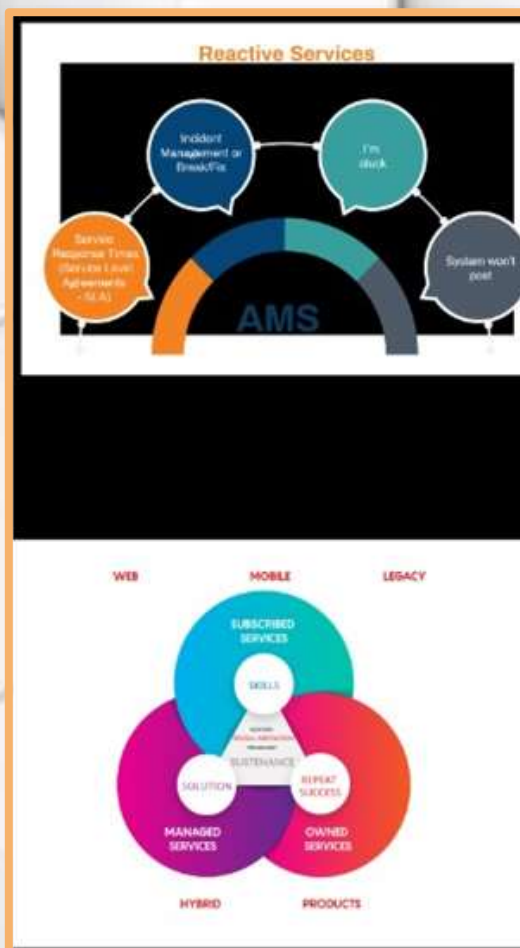 Reactive Services
Incident
Management or
Break/Fix
I'm
stuck
Service
Response Times
(Service Level
Agreements
- SLA)
System won't
post
AMS
WEB MOBILE LEGACY
SUBSCRIBED
SERVICES
SKILLS
SUSTENANCE
SOLUTION
REPEAT
SUCCESS
MANAGED
SERVICES
OWNED
SERVICES
HYBRID PRODUCTS